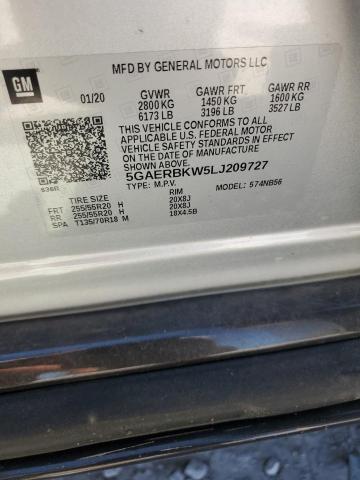 GM
MFD BY GENERAL MOTORS LLC
01/20 GVWR GAWR FRT GAWR RR
2800 KG 1450 KG 1600 KG
6173 LB 3196 LB 3527 LB
THIS VEHICLE CONFORMS TO ALL
APPLICABLE U.S. FEDERAL MOTOR
VEHICLE SAFETY
THEFT PREVENTION STANDARDS IN
EFFECT ON THE DATE OF
MANUFACTURE SHOWN ABOVE.
5GAERBKW5LJ209727
TYPE: M.P.V. MODEL: 574NB56
TIRE SIZE RIM
FRT 255/55R20 H 20X8J
RR 255/55R20 H 20X8J
SPA T135/70R18 M 18X4.5B